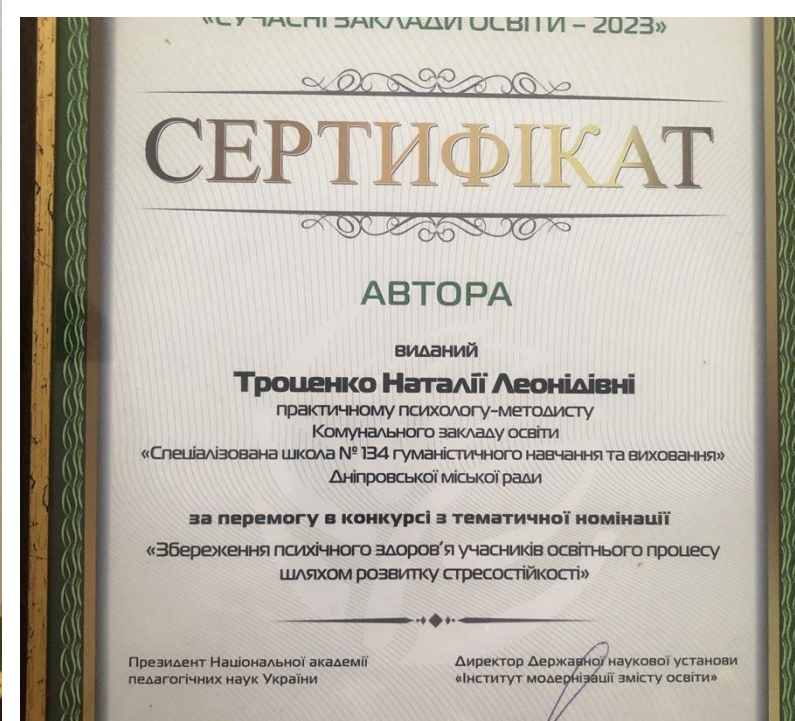 «СУЧАСНІ ЗАКЛАДИ ОСВІТИ – 2023»
СЕРТИФІКАТ
АВТОРА
виданий
Троценко Наталії Леонідівні
практичному психологу-методисту
Комунального закладу освіти
«Спеціалізована школа № 134 гуманістичного навчання та виховання»
Дніпровської міської ради
за перемогу в конкурсі з тематичної номінації
«Збереження психічного здоров’я учасників освітнього процесу
шляхом розвитку стресостійкості»
Президент Національної академії
педагогічних наук України
Директор Державної наукової установи
«Інститут модернізації змісту освіти»